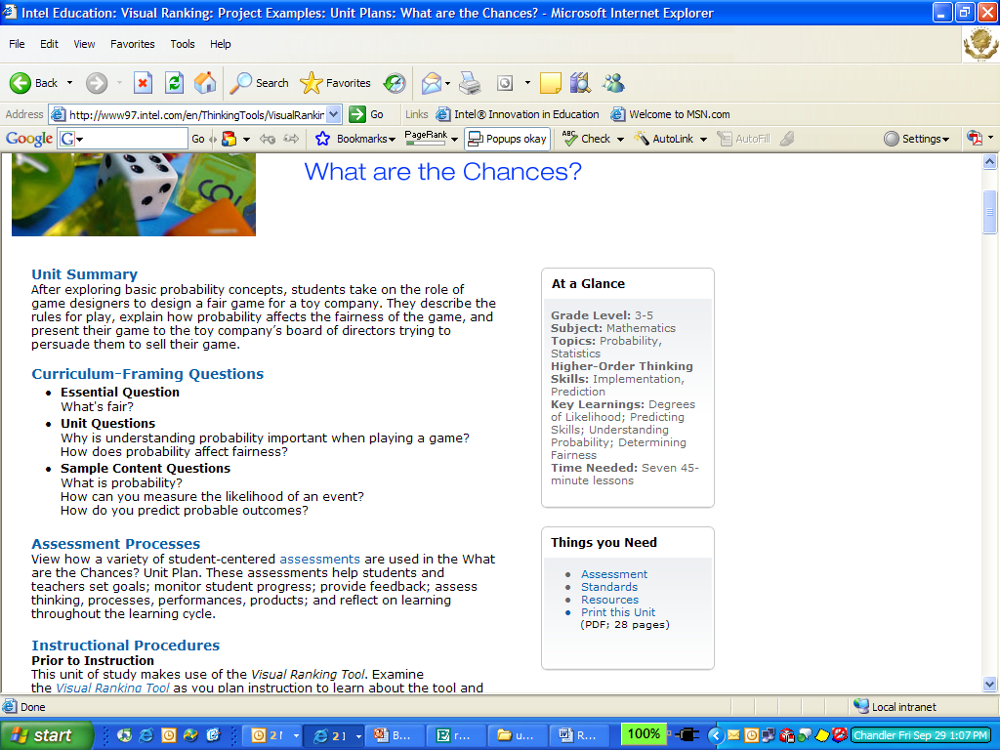 Intel Education: Visual Ranking: Project Examples: Unit Plans: What are the Chances? - Microsoft Internet Explorer
File Edit View Favorites Tools Help
Back Search Favorites
Address http://www97.intel.com/en/ThinkingTools/VisualRankin Go Links Intel® Innovation in Education Welcome to MSN.com
Google G Go Bookmarks PageRank Popups okay ABC Check AutoLink AutoFill Settings
What are the Chances?
Unit Summary
After exploring basic probability concepts, students take on the role of
game designers to design a fair game for a toy company. They describe the
rules for play, explain how probability affects the fairness of the game, and
present their game to the toy company's board of directors trying to
persuade them to sell their game.
Curriculum-Framing Questions
• Essential Question
What's fair?
• Unit Questions
Why is understanding probability important when playing a game?
How does probability affect fairness?
• Sample Content Questions
What is probability?
How can you measure the likelihood of an event?
How do you predict probable outcomes?
Assessment Processes
View how a variety of student-centered assessments are used in the What
are the Chances? Unit Plan. These assessments help students and
teachers set goals; monitor student progress; provide feedback; assess
thinking, processes, performances, products; and reflect on learning
throughout the learning cycle.
Instructional Procedures
Prior to Instruction
This unit of study makes use of the Visual Ranking Tool. Examine
the Visual Ranking Tool as you plan instruction to learn about the tool and
At a Glance
Grade Level: 3-5
Subject: Mathematics
Topics: Probability,
Statistics
Higher-Order Thinking
Skills: Implementation,
Prediction
Key Learnings: Degrees
of Likelihood; Predicting
Skills; Understanding
Probability; Determining
Fairness
Time Needed: Seven 45-
minute lessons
Things you Need
• Assessment
• Standards
• Resources
• Print this Unit
(PDF; 28 pages)
Done Local intranet
start 2 I 2 I B... r... u... R... 100% Chandler Fri Sep 29 1:07 PM